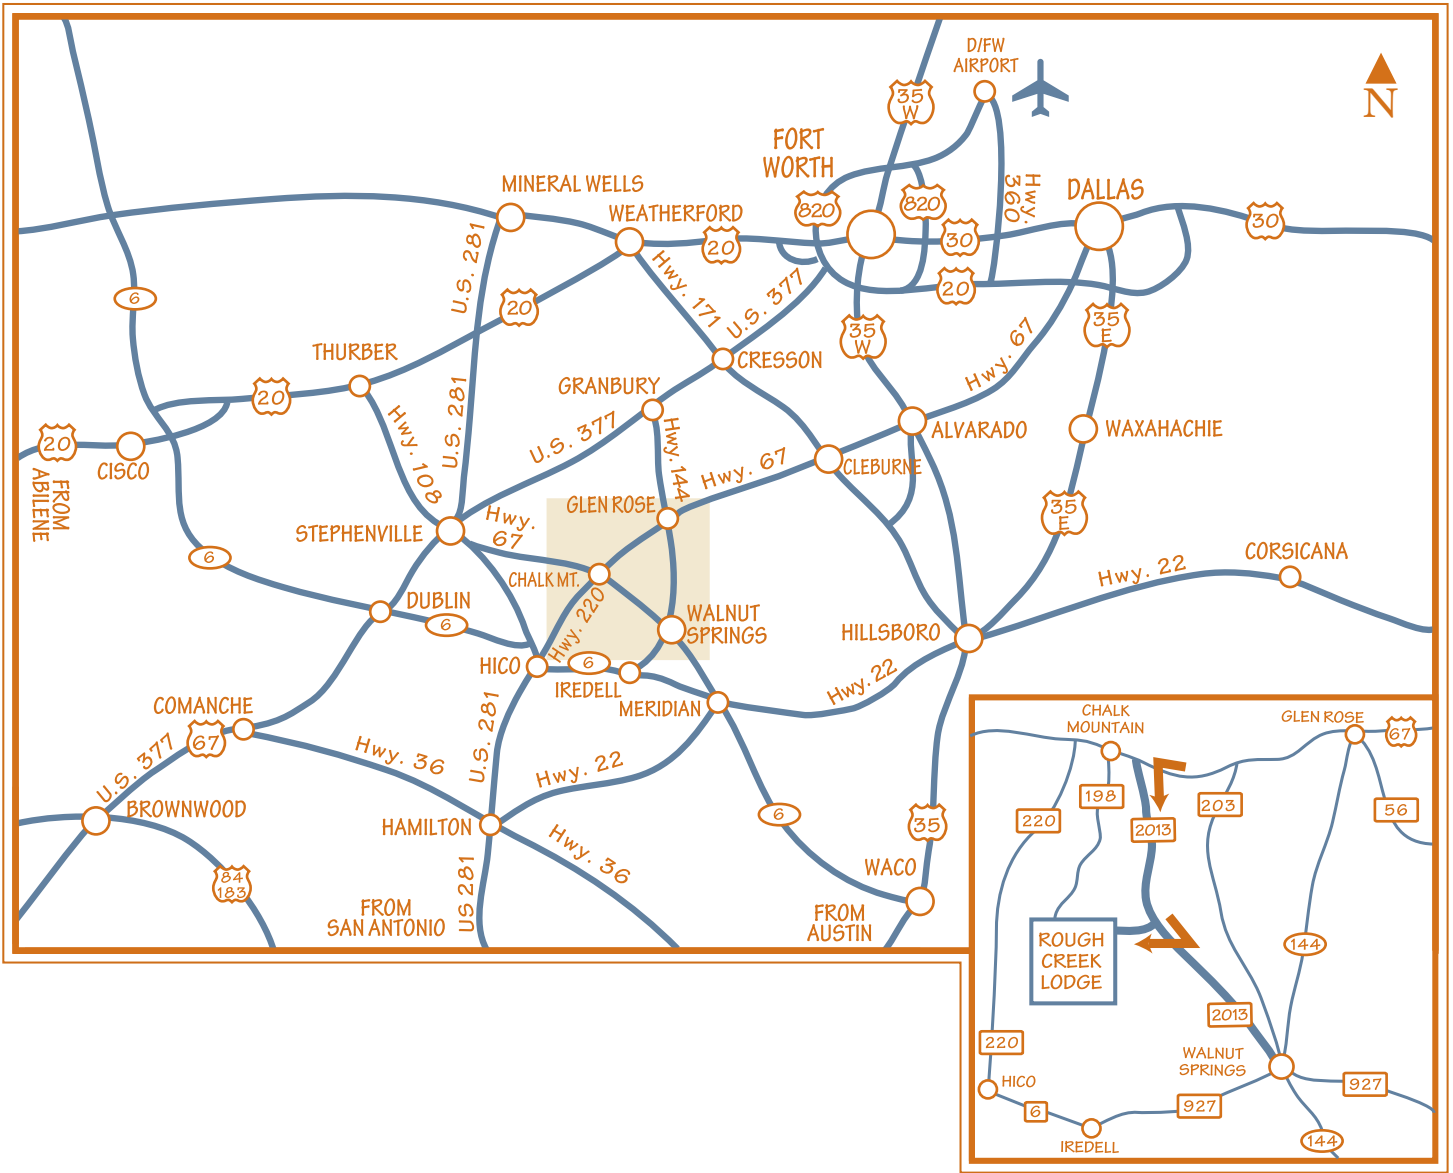 D/FW
AIRPORT
N
35
W
FORT
WORTH
Hwy.
360
DALLAS
MINERAL WELLS
WEATHERFORD
820
820
20
30
30
U.S. 281
Hwy. 171
U.S. 377
20
6
20
35
W
35
E
THURBER
CRESSON
Hwy. 67
GRANBURY
20
U.S. 281
Hwy. 108
U.S. 377
Hwy. 144
ALVARADO
WAXAHACHIE
20
CISCO
FROM
ABILENE
Hwy. 67
CLEBURNE
GLEN ROSE
35
E
STEPHENVILLE
Hwy.
67
6
CHALK MT.
CORSICANA
Hwy. 22
DUBLIN
6
Hwy. 220
WALNUT
SPRINGS
HILLSBORO
HICO
6
IREDELL
MERIDIAN
Hwy. 22
COMANCHE
67
U.S. 377
Hwy. 36
U.S. 281
Hwy. 22
BROWNWOOD
HAMILTON
6
35
Hwy. 36
84
183
US 281
WACO
FROM
SAN ANTONIO
FROM
AUSTIN
CHALK
MOUNTAIN
GLEN ROSE
67
198
220
2013
203
56
ROUGH
CREEK
LODGE
144
2013
220
WALNUT
SPRINGS
HICO
927
6
927
IREDELL
144